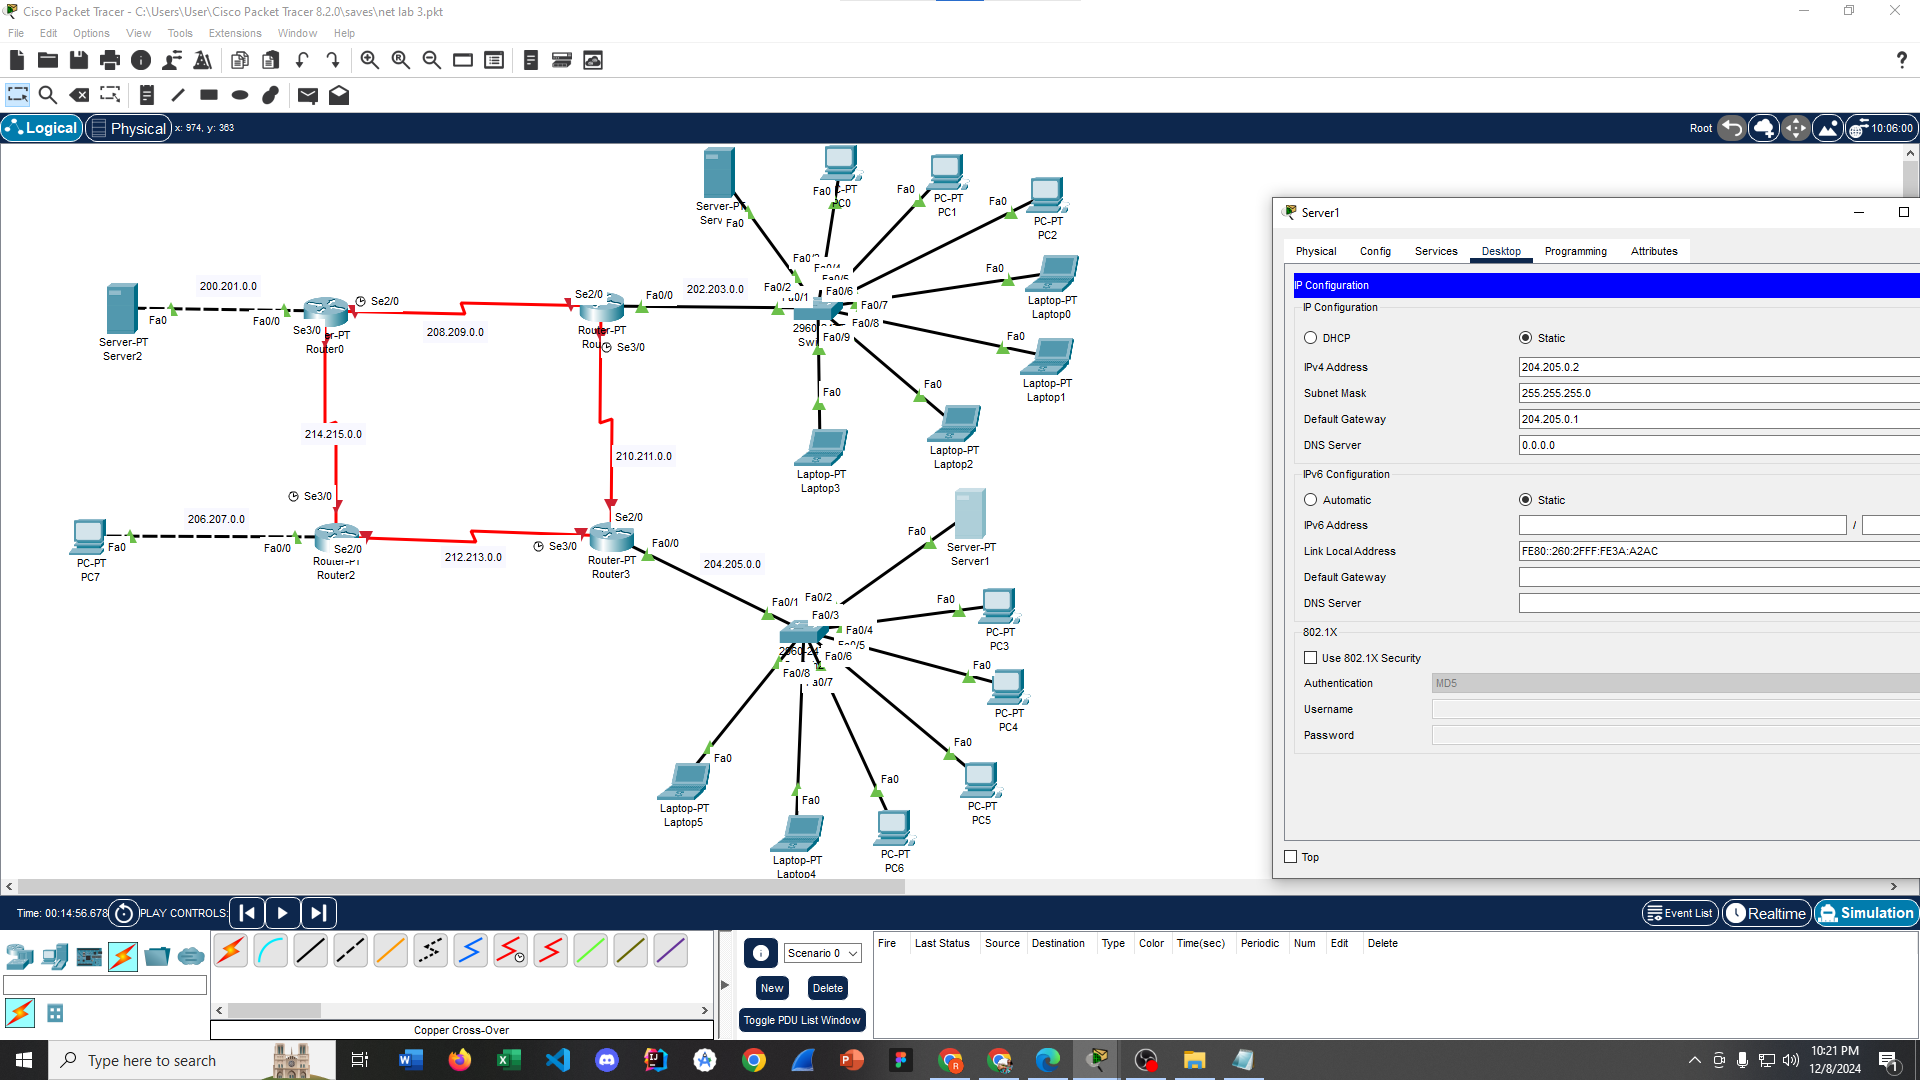 Cisco Packet Tracer - C:\Users\User\Cisco Packet Tracer 8.2.0\saves\net lab 3.pkt
File Edit Options View Tools Extensions Window Help
Logical Physical x: 974, y: 363 Root 10:06:00
Server-PT
Fa0
PC0
Fa0
Fa0
PC-PT
PC1
Fa0
PC-PT
PC2
Fa0
Laptop-PT
Laptop0
Fa0
Laptop-PT
Laptop1
Fa0
Laptop-PT
Laptop2
Fa0
Laptop-PT
Laptop3
Fa0/2
Fa0/6
Fa0/7
Fa0/8
Fa0/9
200.201.0.0
Fa0
Server-PT
Server2
Fa0/0
Se2/0
Se3/0
Router0
208.209.0.0
Se2/0
Fa0/0
Router-PT
Se3/0
202.203.0.0
214.215.0.0
210.211.0.0
Se3/0
206.207.0.0
Fa0
PC-PT
PC7
Fa0/0
Se2/0
Router-PT
Router2
212.213.0.0
Se2/0
Se3/0
Fa0/0
Router-PT
Router3
204.205.0.0
Fa0
Server-PT
Server1
Fa0/1
Fa0/2
Fa0/3
Fa0/4
Fa0/6
Fa0/8
Fa0
PC-PT
PC3
Fa0
PC-PT
PC4
Fa0
PC-PT
PC5
Fa0
PC-PT
PC6
Fa0
Laptop-PT
Laptop4
Fa0
Laptop-PT
Laptop5
Server1
Physical Config Services Desktop Programming Attributes
IP Configuration
IP Configuration
DHCP Static
IPv4 Address 204.205.0.2
Subnet Mask 255.255.255.0
Default Gateway 204.205.0.1
DNS Server 0.0.0.0
IPv6 Configuration
Automatic Static
IPv6 Address /
Link Local Address FE80::260:2FFF:FE3A:A2AC
Default Gateway
DNS Server
802.1X
Use 802.1X Security
Authentication MD5
Username
Password
Top
Time: 00:14:56.678 PLAY CONTROLS: Event List Realtime Simulation
Scenario 0
New Delete
Toggle PDU List Window
Fire Last Status Source Destination Type Color Time(sec) Periodic Num Edit Delete
Copper Cross-Over
Type here to search
10:21 PM
12/8/2024
1